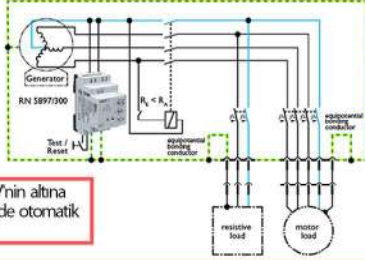 Generator
RN 5897/300
R_E < R_A
Test /
Reset
equipotential
bonding
conductor
equipotential
bonding
conductor
'nin altına
de otomatik
resistive
load
motor
load